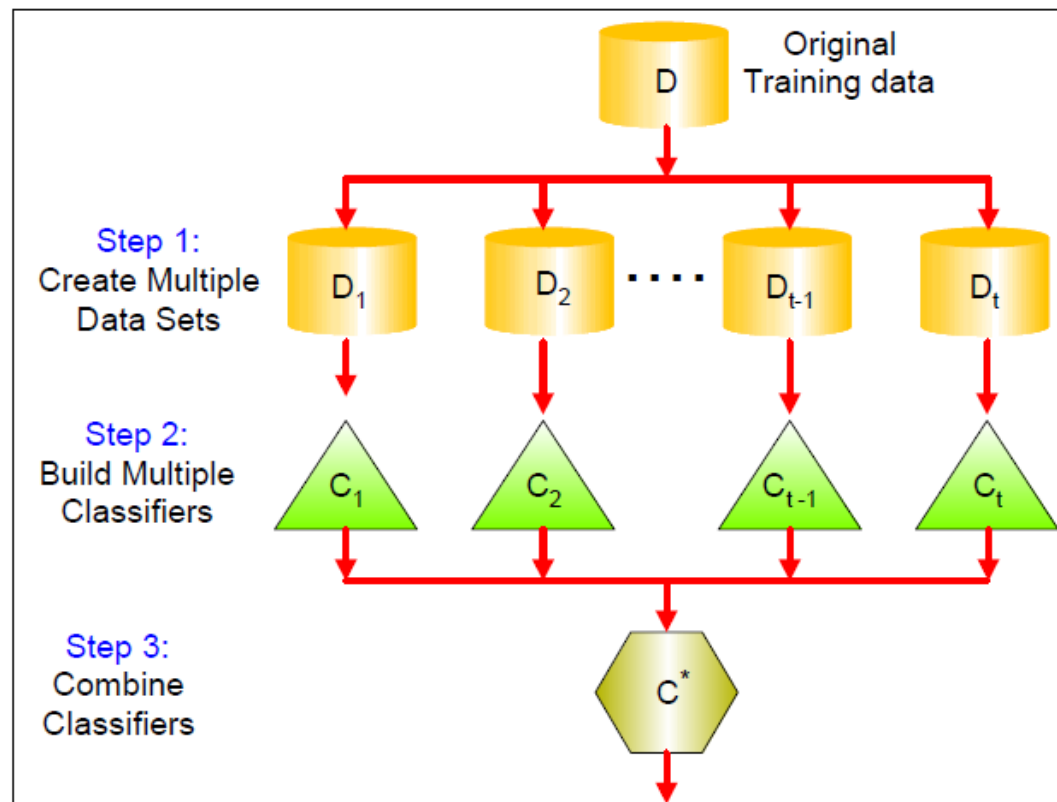 Original
Training data
D
Step 1:
Create Multiple
Data Sets
D₁
D₂
....
Dₜ₋₁
Dₜ
Step 2:
Build Multiple
Classifiers
C₁
C₂
Cₜ₋₁
Cₜ
Step 3:
Combine
Classifiers
C*